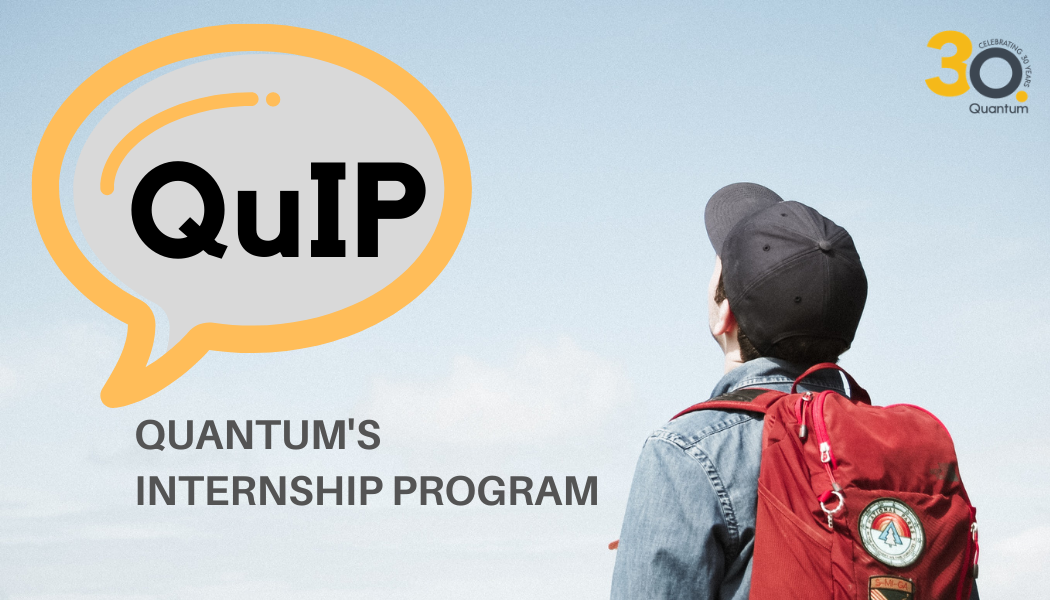 QuIP
QUANTUM'S
INTERNSHIP PROGRAM
30
CELEBRATING 30 YEARS
Quantum